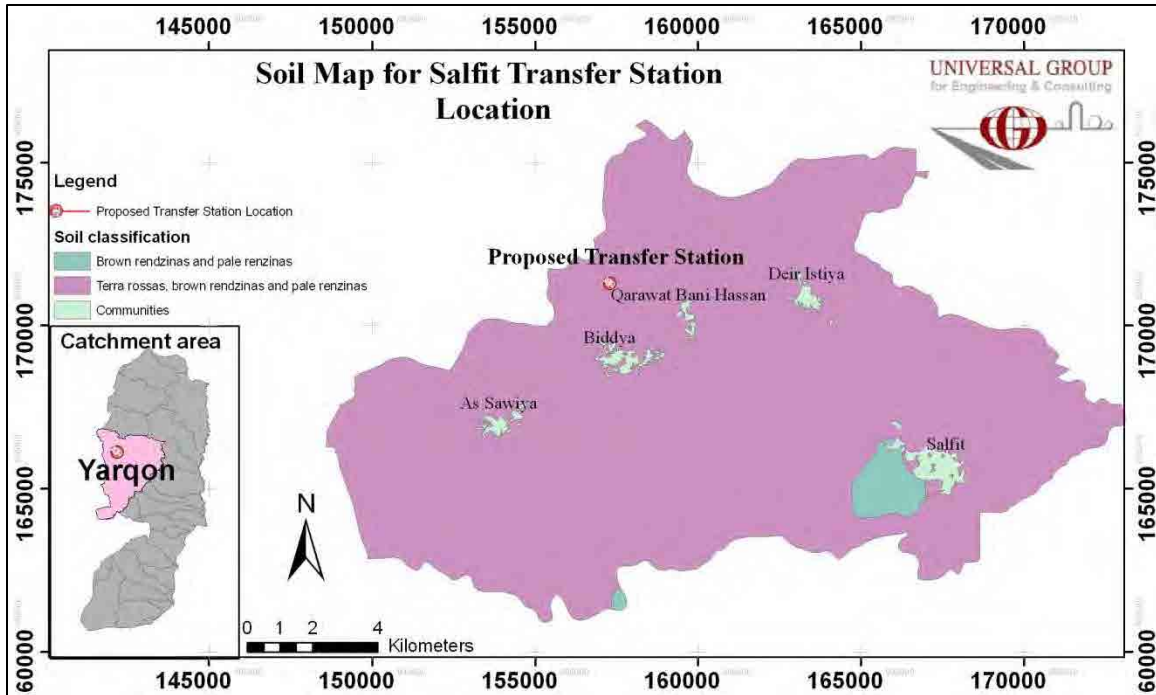 145000 150000 155000 160000 165000 170000
Soil Map for Salfit Transfer Station
Location
UNIVERSAL GROUP
for Engineering & Consulting
175000
175000
Legend
Proposed Transfer Station Location
Soil classification
Brown rendzinas and pale renzinas
Terra rossas, brown rendzinas and pale renzinas
Communities
Proposed Transfer Station
Deir Istiya
Qarawat Bani Hassan
170000
170000
Catchment area
Biddya
As Sawiya
Salfit
Yarqon
165000
165000
N
0 1 2 4
Kilometers
60000
60000
145000 150000 155000 160000 165000 170000